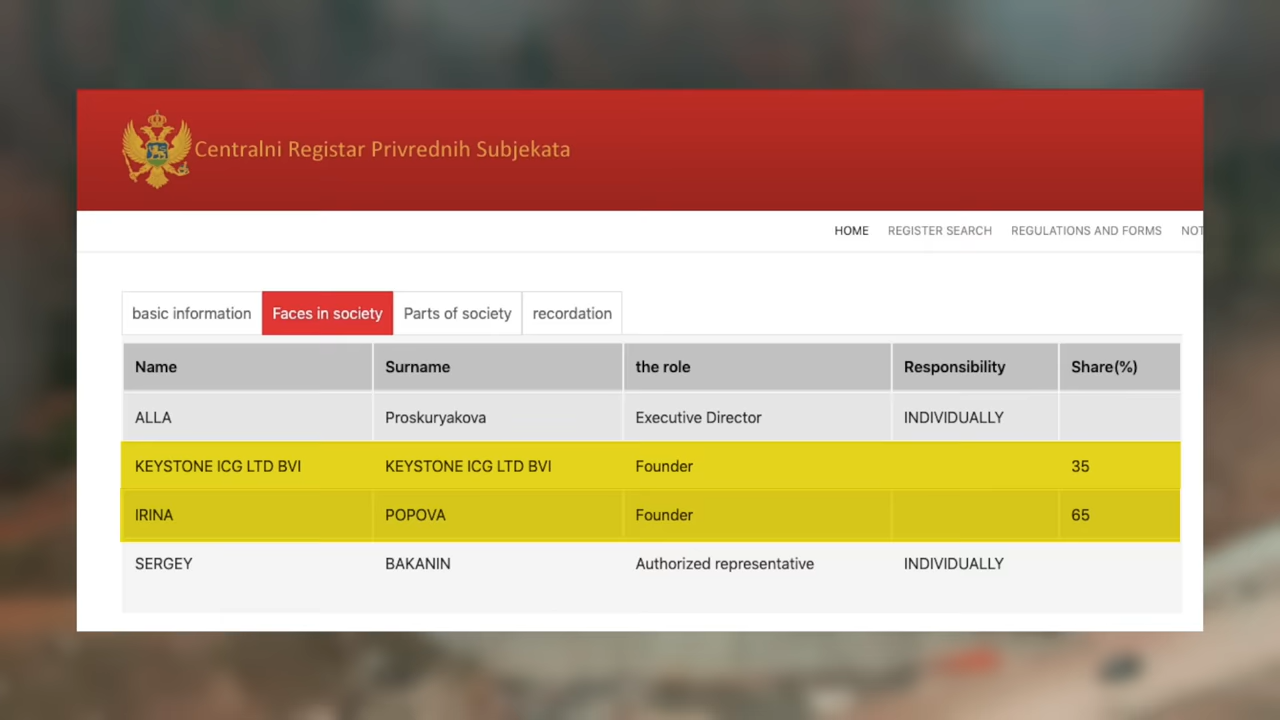 Centralni Registar Privrednih Subjekata
HOME REGISTER SEARCH REGULATIONS AND FORMS NOT
basic information Faces in society Parts of society recordation
Name Surname the role Responsibility Share(%)
ALLA Proskuryakova Executive Director INDIVIDUALLY
KEYSTONE ICG LTD BVI KEYSTONE ICG LTD BVI Founder 35
IRINA POPOVA Founder 65
SERGEY BAKANIN Authorized representative INDIVIDUALLY